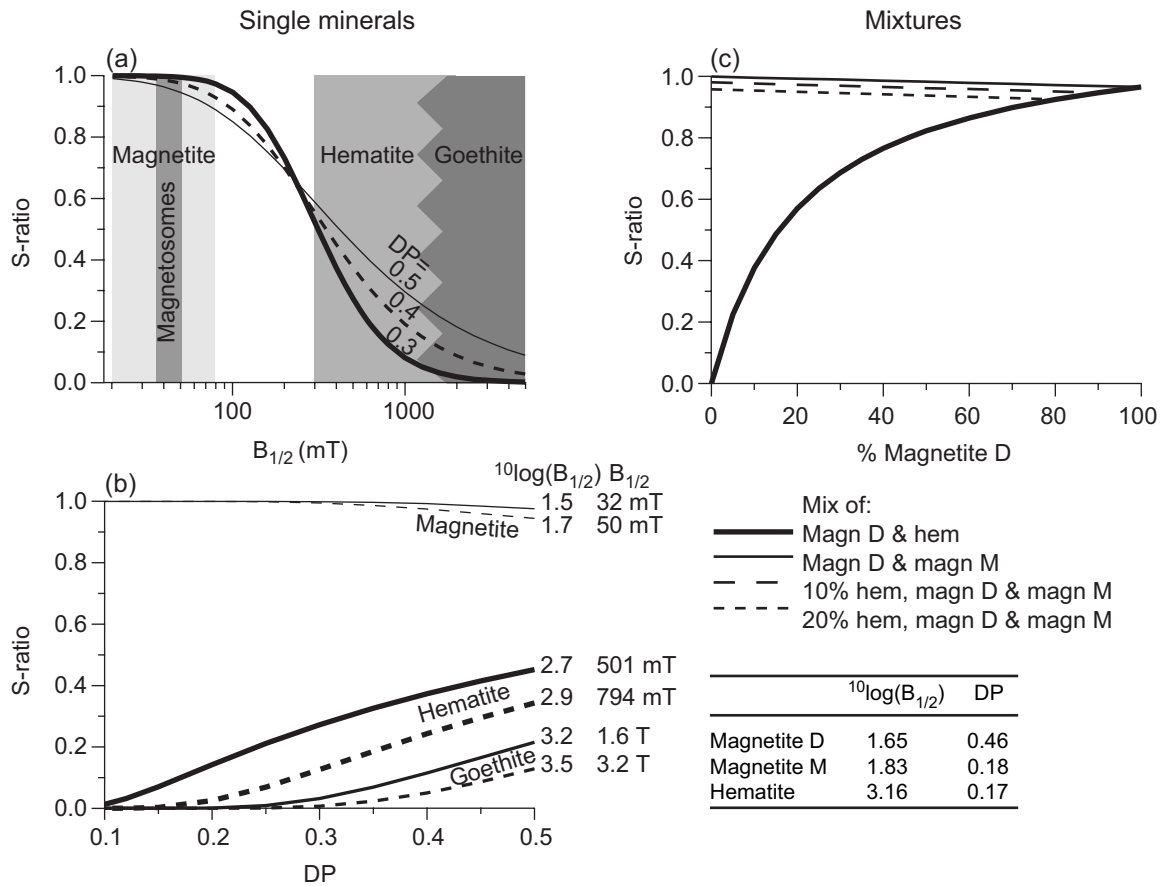 Single minerals
(a)
1.0
0.8
0.6
0.4
0.2
0.0
S-ratio
Magnetite
Magnetosomes
Hematite
Goethite
DP=
0.5
0.4
0.3
100
1000
B1/2 (mT)
(b)
10log(B1/2) B1/2
1.0
0.8
0.6
0.4
0.2
0.0
S-ratio
Magnetite
1.5 32 mT
1.7 50 mT
Hematite
2.7 501 mT
2.9 794 mT
Goethite
3.2 1.6 T
3.5 3.2 T
0.1 0.2 0.3 0.4 0.5
DP
Mixtures
(c)
1.0
0.8
0.6
0.4
0.2
0.0
S-ratio
0 20 40 60 80 100
% Magnetite D
Mix of:
Magn D & hem
Magn D & magn M
10% hem, magn D & magn M
20% hem, magn D & magn M
10log(B1/2) DP
Magnetite D 1.65 0.46
Magnetite M 1.83 0.18
Hematite 3.16 0.17